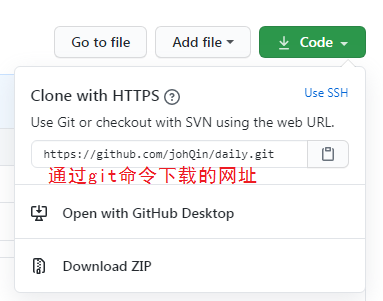 Go to file
Add file
Code
Clone with HTTPS
Use SSH
Use Git or checkout with SVN using the web URL.
https://github.com/johQin/daily.git
通过git命令下载的网址
Open with GitHub Desktop
Download ZIP